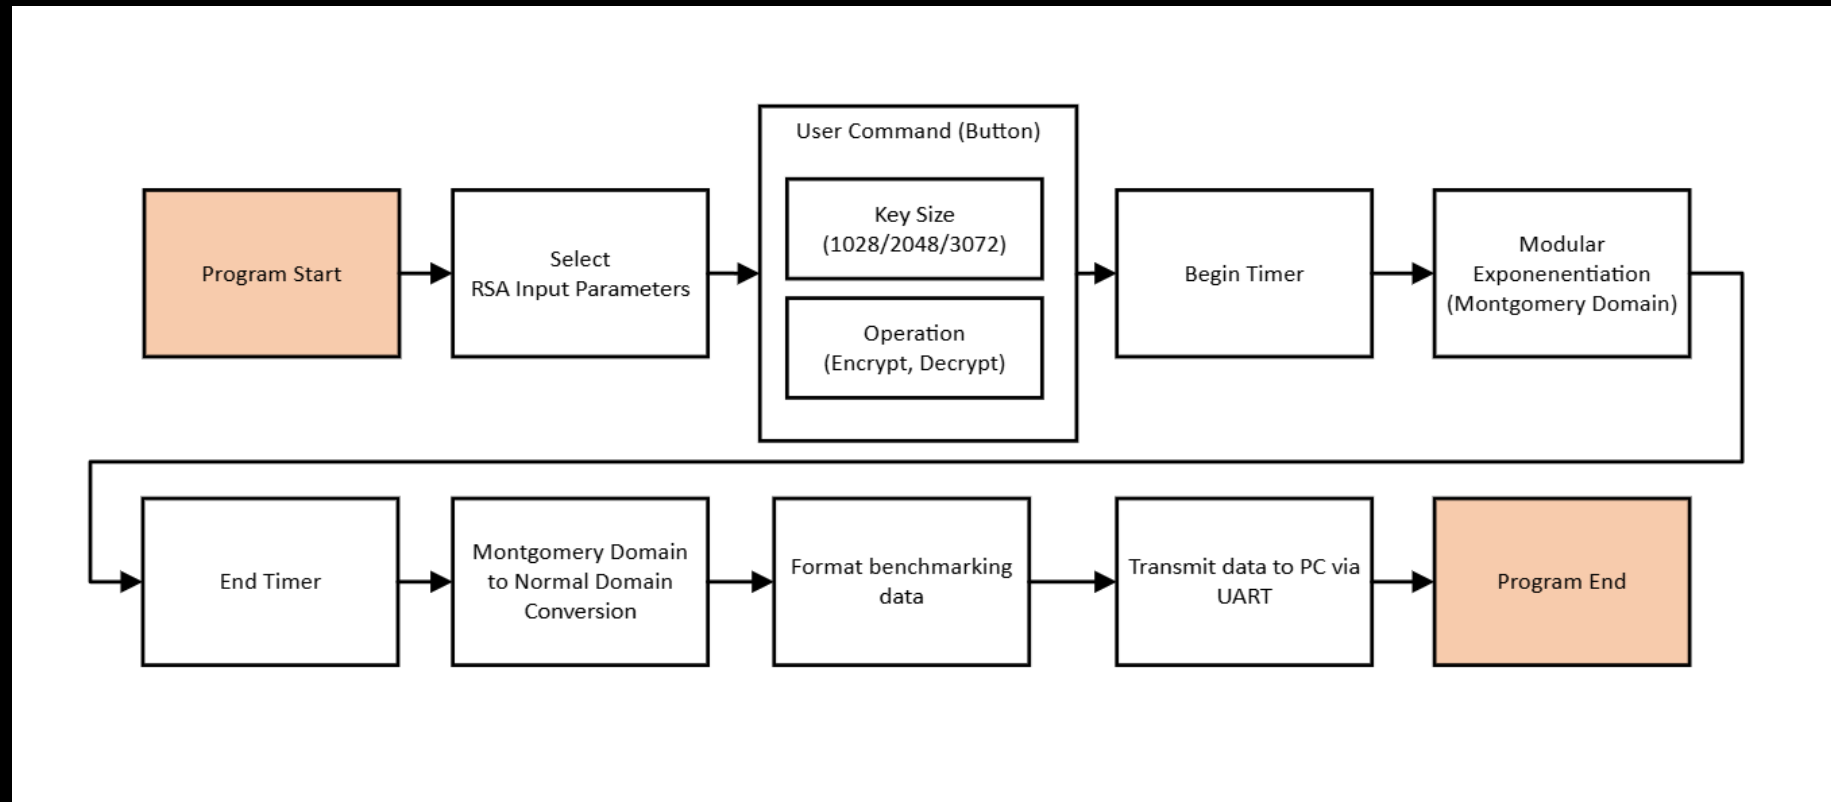 Program Start
Select
RSA Input Parameters
User Command (Button)
Key Size
(1028/2048/3072)
Operation
(Encrypt, Decrypt)
Begin Timer
Modular
Exponenentiation
(Montgomery Domain)
End Timer
Montgomery Domain
to Normal Domain
Conversion
Format benchmarking
data
Transmit data to PC via
UART
Program End